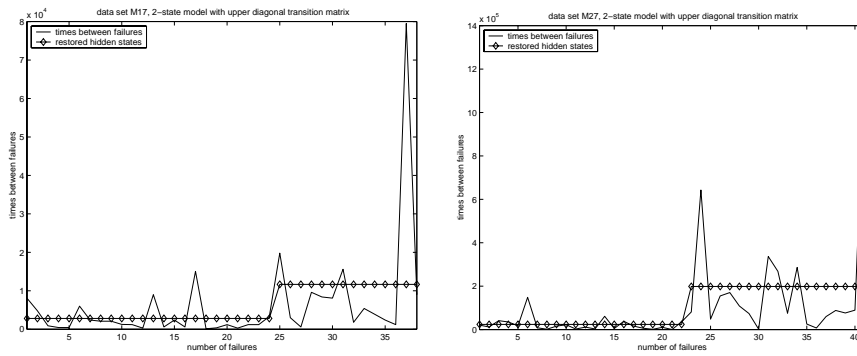 data set M17, 2-state model with upper diagonal transition matrix
x 10^4
times between failures
restored hidden states
times between failures
8
7
6
5
4
3
2
1
0
5 10 15 20 25 30 35
number of failures
data set M27, 2-state model with upper diagonal transition matrix
x 10^5
times between failures
restored hidden states
times between failures
14
12
10
8
6
4
2
0
5 10 15 20 25 30 35 40
number of failures